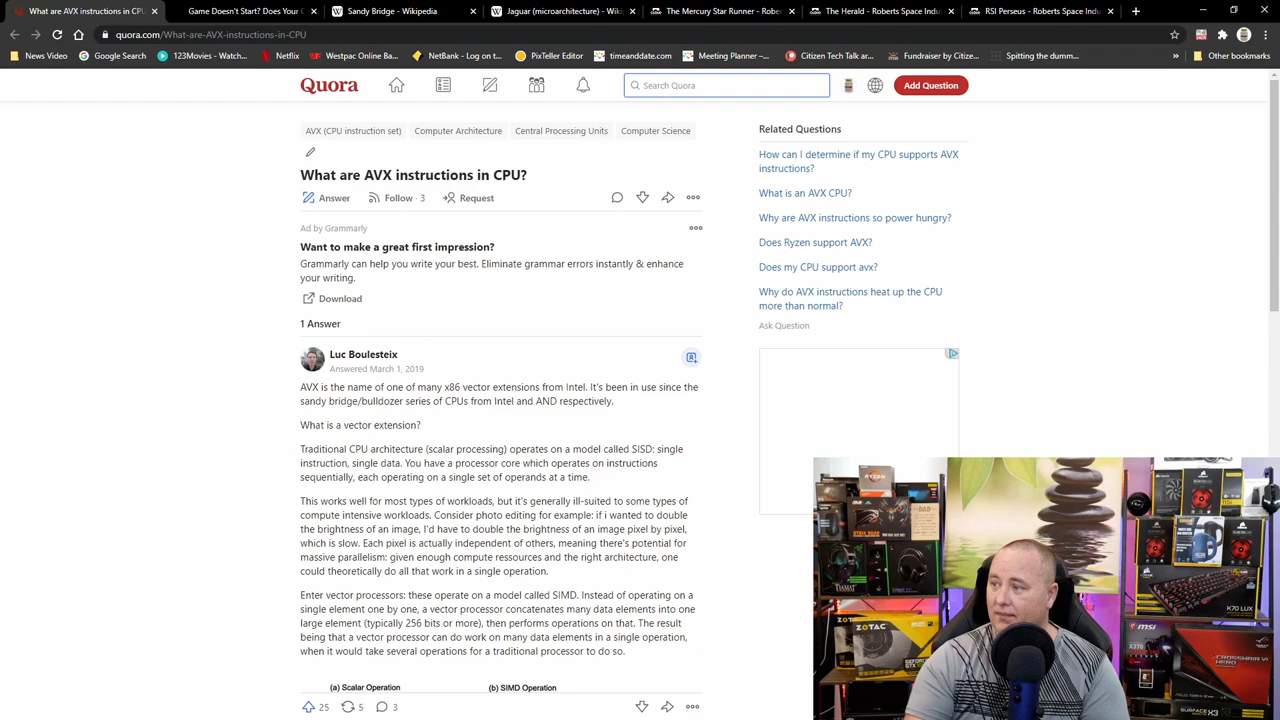 What are AVX instructions in CPU
Game Doesn't Start? Does Your C
Javelin (missile) - Wikipedia
The Mercury Star Runner - Rober
The Herald - Roberts Space Indus
RSI Perseus - Roberts Space Indus
quora.com/What-are-AVX-instructions-in-CPU
News Video
Google Search
123Movies - Watch...
Netflix
Westpac Online Ba...
NetBank - Log on t...
PixTeller Editor
timeanddate.com
Meeting Planner –...
Citizen Tech Talk ar...
Fundraiser by Citize...
Spitting the dumm...
»
Other bookmarks
Quora
Search Quora
Add Question
AVX (CPU instruction set) Computer Architecture Central Processing Units Computer Science
What are AVX instructions in CPU?
Answer Follow · 3 Request
Ad by Grammarly
Want to make a great first impression?
Grammarly can help you write your best. Eliminate grammar errors instantly & enhance
your writing.
Download
1 Answer
Luc Boulesteix
Answered March 1, 2019
AVX is the name of one of many x86 vector extensions from Intel. It's been in use since the
sandy bridge/bulldozer series of CPUs from Intel and AND respectively.
What is a vector extension?
Traditional CPU architecture (scalar processing) operates on a model called SISD: single
instruction, single data. You have a processor core which operates on instructions
sequentially, each operating on a single set of operands at a time.
This works well for most types of workloads, but it's generally ill-suited to some types of
compute intensive workloads. Consider photo editing for example: if i wanted to double
the brightness of an image, I'd have to double the brightness of an image pixel by pixel,
which is slow. Each pixel is actually independent of others, meaning there's potential for
massive parallelism: given enough compute ressources and the right architecture, one
could theoretically do all that work in a single operation.
Enter vector processors: these operate on a model called SIMD. Instead of operating on a
single element one by one, a vector processor concatenates many data elements into one
large element (typically 256 bits or more), then performs operations on that. The result
being that a vector processor can do work on many data elements in a single operation,
when it would take several operations for a traditional processor to do so.
(a) Scalar Operation (b) SIMD Operation
25 5 3
Related Questions
How can I determine if my CPU supports AVX
instructions?
What is an AVX CPU?
Why are AVX instructions so power hungry?
Does Ryzen support AVX?
Does my CPU support avx?
Why do AVX instructions heat up the CPU
more than normal?
Ask Question
RYZEN
DAD
TIAMAT
ZOTAC
GEFORCE
GTX
K70 LUX
msi
X370
CROSSHAIR VI
HERO
SURFACE X3